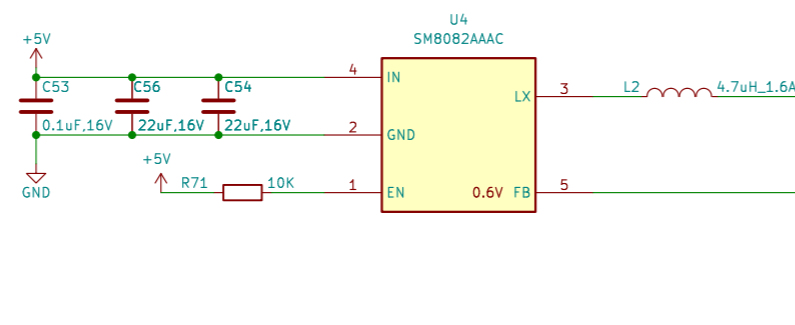 U4
SM8082AAAC
+5V
C53
C56
C54
4
IN
L2
4.7uH_1.6A
LX
3
0.1uF,16V
22uF,16V
22uF,16V
2
GND
+5V
GND
R71
10K
1
EN
0.6V
FB
5